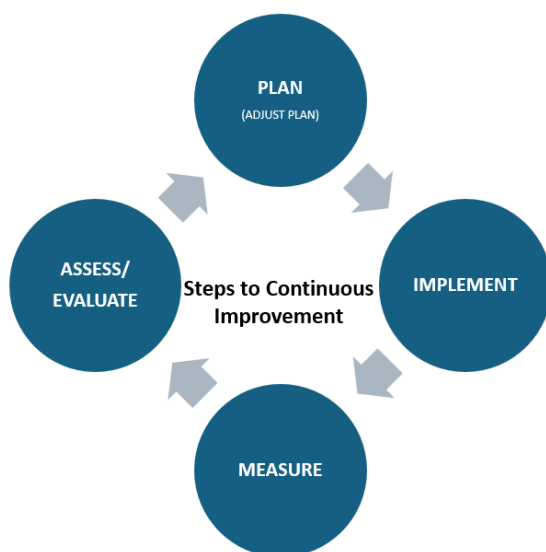 PLAN
(ADJUST PLAN)
IMPLEMENT
MEASURE
ASSESS/
EVALUATE
Steps to Continuous
Improvement